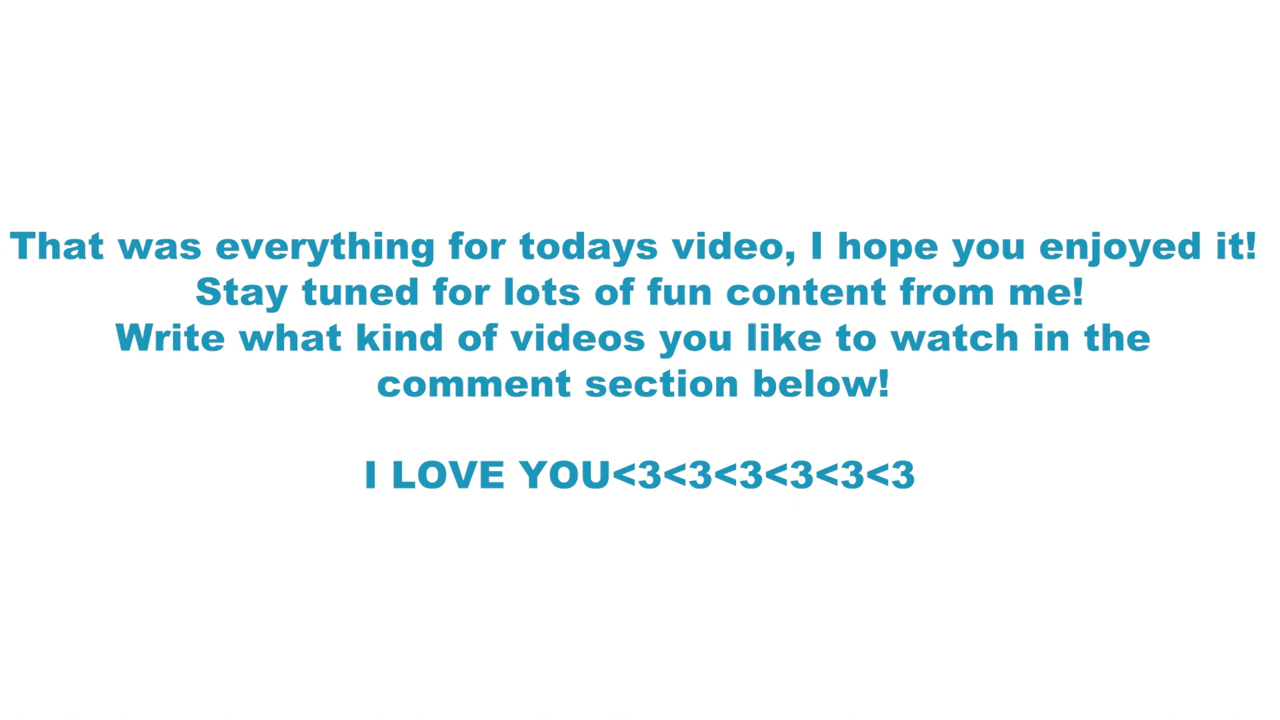 That was everything for todays video, I hope you enjoyed it!
Stay tuned for lots of fun content from me!
Write what kind of videos you like to watch in the
comment section below!
I LOVE YOU<3<3<3<3<3<3